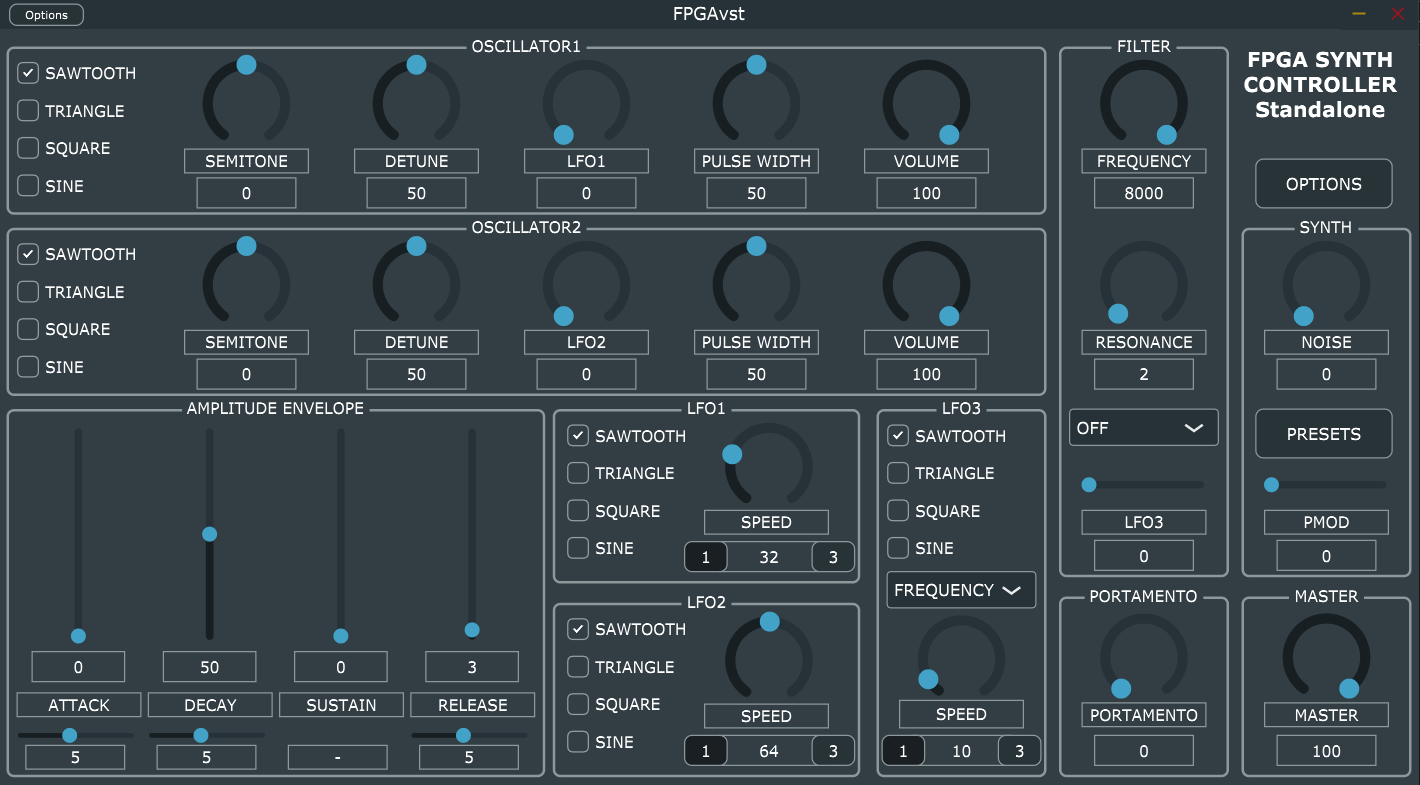 Options
FPGAvst
OSCILLATOR1
SAWTOOTH
TRIANGLE
SQUARE
SINE
SEMITONE
0
DETUNE
50
LFO1
0
PULSE WIDTH
50
VOLUME
100
OSCILLATOR2
SAWTOOTH
TRIANGLE
SQUARE
SINE
SEMITONE
0
DETUNE
50
LFO2
0
PULSE WIDTH
50
VOLUME
100
AMPLITUDE ENVELOPE
0
50
0
3
ATTACK
DECAY
SUSTAIN
RELEASE
5
5
-
5
LFO1
SAWTOOTH
TRIANGLE
SQUARE
SINE
SPEED
1
32
3
LFO2
SAWTOOTH
TRIANGLE
SQUARE
SINE
SPEED
1
64
3
LFO3
SAWTOOTH
TRIANGLE
SQUARE
SINE
FREQUENCY
SPEED
1
10
3
FILTER
FREQUENCY
8000
RESONANCE
2
OFF
LFO3
0
PORTAMENTO
PORTAMENTO
0
FPGA SYNTH
CONTROLLER
Standalone
OPTIONS
SYNTH
NOISE
0
PRESETS
PMOD
0
MASTER
MASTER
100